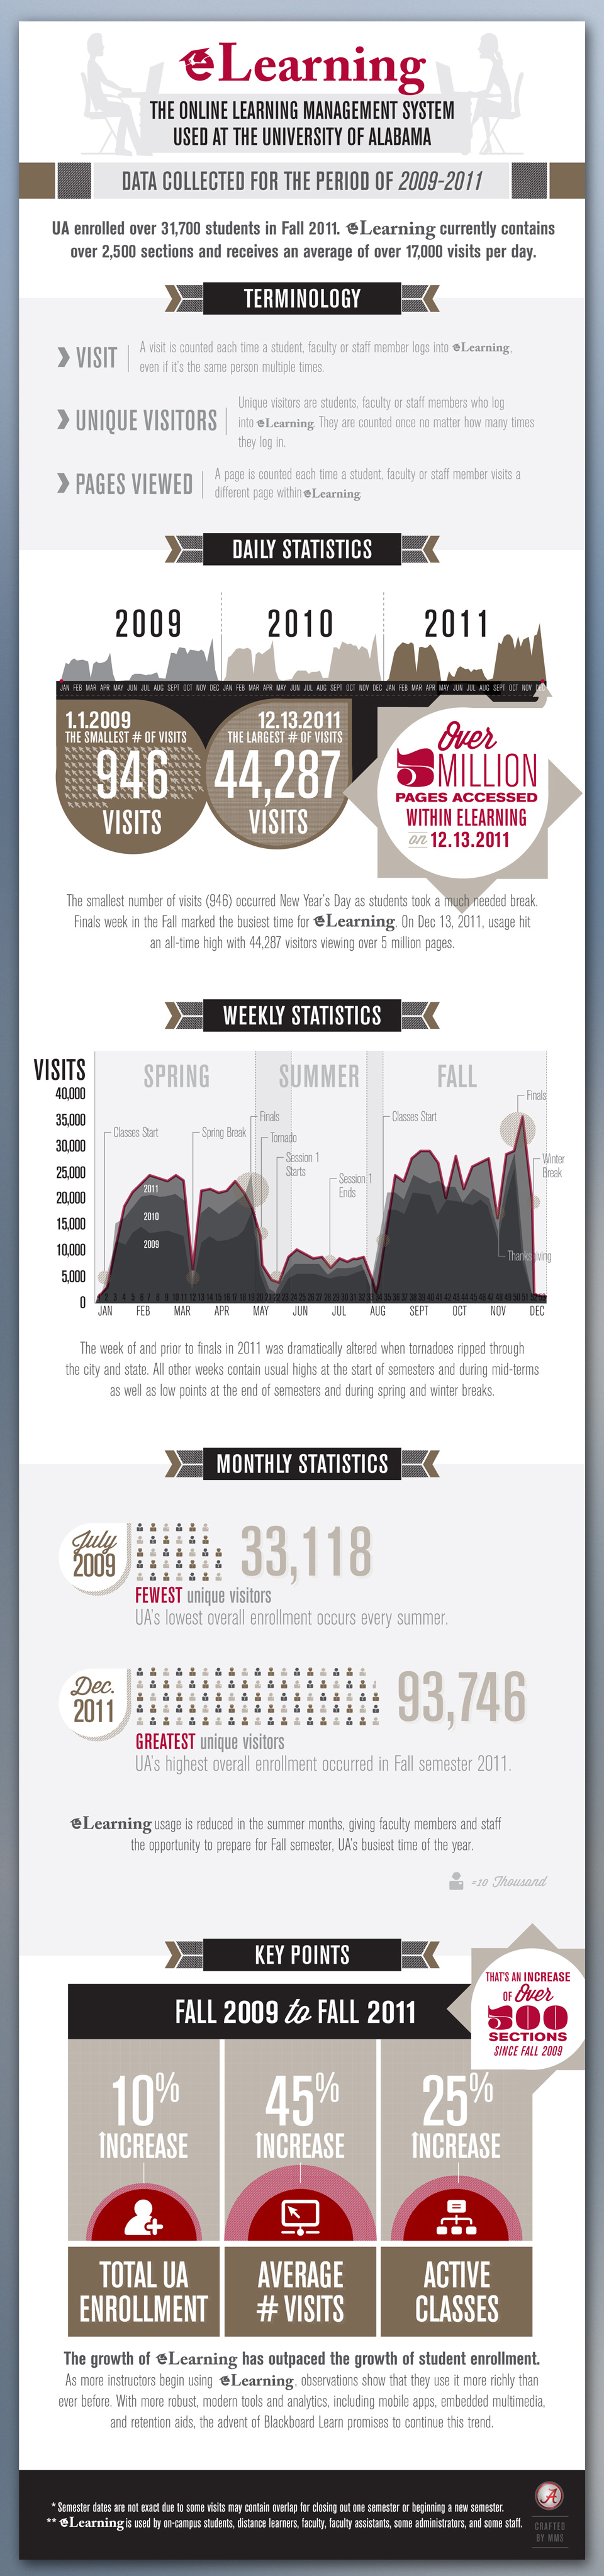 eLearning
THE ONLINE LEARNING MANAGEMENT SYSTEM
USED AT THE UNIVERSITY OF ALABAMA
DATA COLLECTED FOR THE PERIOD OF 2009-2011
UA enrolled over 31,700 students in Fall 2011. eLearning currently contains
over 2,500 sections and receives an average of over 17,000 visits per day.
TERMINOLOGY
VISIT
A visit is counted each time a student, faculty or staff member logs into eLearning,
even if it's the same person multiple times.
UNIQUE VISITORS
Unique visitors are students, faculty or staff members who log
into eLearning. They are counted once no matter how many times
they log in.
PAGES VIEWED
A page is counted each time a student, faculty or staff member visits a
different page within eLearning.
DAILY STATISTICS
2009 2010 2011
JAN FEB MAR APR MAY JUN JUL AUG SEPT OCT NOV DEC JAN FEB MAR APR MAY JUN JUL AUG SEPT OCT NOV DEC JAN FEB MAR APR MAY JUN JUL AUG SEPT OCT NOV DEC
1.1.2009
THE SMALLEST # OF VISITS
946
VISITS
12.13.2011
THE LARGEST # OF VISITS
44,287
VISITS
Over
5 MILLION
PAGES ACCESSED
WITHIN ELEARNING
on 12.13.2011
The smallest number of visits (946) occurred New Year's Day as students took a much needed break.
Finals week in the Fall marked the busiest time for eLearning. On Dec 13, 2011, usage hit
an all-time high with 44,287 visitors viewing over 5 million pages.
WEEKLY STATISTICS
VISITS
40,000
35,000
30,000
25,000
20,000
15,000
10,000
5,000
0
SPRING SUMMER FALL
Classes Start
Spring Break
Finals
Tornado
Session 1
Starts
Session 1
Ends
Classes Start
Finals
Winter
Break
Thanksgiving
2011
2010
2009
1 2 3 4 5 6 7 8 9 10 11 12 13 14 15 16 17 18 19 20 21 22 23 24 25 26 27 28 29 30 31 32 33 34 35 36 37 38 39 40 41 42 43 44 45 46 47 48 49 50 51 52 53
JAN FEB MAR APR MAY JUN JUL AUG SEPT OCT NOV DEC
The week of and prior to finals in 2011 was dramatically altered when tornadoes ripped through
the city and state. All other weeks contain usual highs at the start of semesters and during mid-terms
as well as low points at the end of semesters and during spring and winter breaks.
MONTHLY STATISTICS
July
2009
33,118
FEWEST unique visitors
UA's lowest overall enrollment occurs every summer.
Dec.
2011
93,746
GREATEST unique visitors
UA's highest overall enrollment occurred in Fall semester 2011.
eLearning usage is reduced in the summer months, giving faculty members and staff
the opportunity to prepare for Fall semester, UA's busiest time of the year.
=10 Thousand
KEY POINTS
THAT'S AN INCREASE
OF Over
500
SECTIONS
SINCE FALL 2009
FALL 2009 to FALL 2011
10%
INCREASE
45%
INCREASE
25%
INCREASE
TOTAL UA
ENROLLMENT
AVERAGE
# VISITS
ACTIVE
CLASSES
The growth of eLearning has outpaced the growth of student enrollment.
As more instructors begin using eLearning, observations show that they use it more richly than
ever before. With more robust, modern tools and analytics, including mobile apps, embedded multimedia,
and retention aids, the advent of Blackboard Learn promises to continue this trend.
* Semester dates are not exact due to some visits may contain overlap for closing out one semester or beginning a new semester.
** eLearning is used by on-campus students, distance learners, faculty, faculty assistants, some administrators, and some staff.
A
CRAFTED
BY MMS